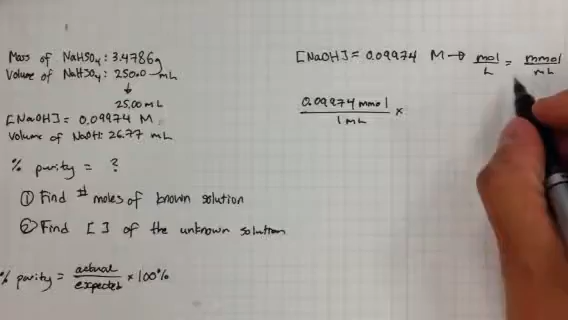 Mass of NaHSO4: 3.4786g
Volume of NaHSO4: 250.0 mL
↓
25.00 mL
[NaOH] = 0.09974 M
Volume of NaOH: 26.77 mL
% purity = ?
① Find # moles of known solution
② Find [ ] of the unknown solution
% purity = actual / expected × 100%
[NaOH] = 0.09974 M → mol / L = mmol / mL
0.09974 mmol / 1 mL ×